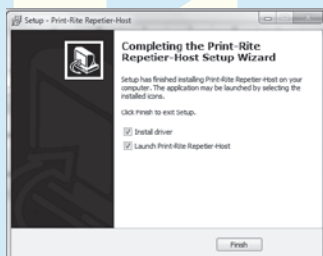 Setup - Print-Rite Repetier-Host
Completing the Print-Rite
Repetier-Host Setup Wizard
Setup has finished installing Print-Rite Repetier-Host on your
computer. The application may be launched by selecting the
installed icons.
Click Finish to exit Setup.
Install driver
Launch Print-Rite Repetier-Host
Finish